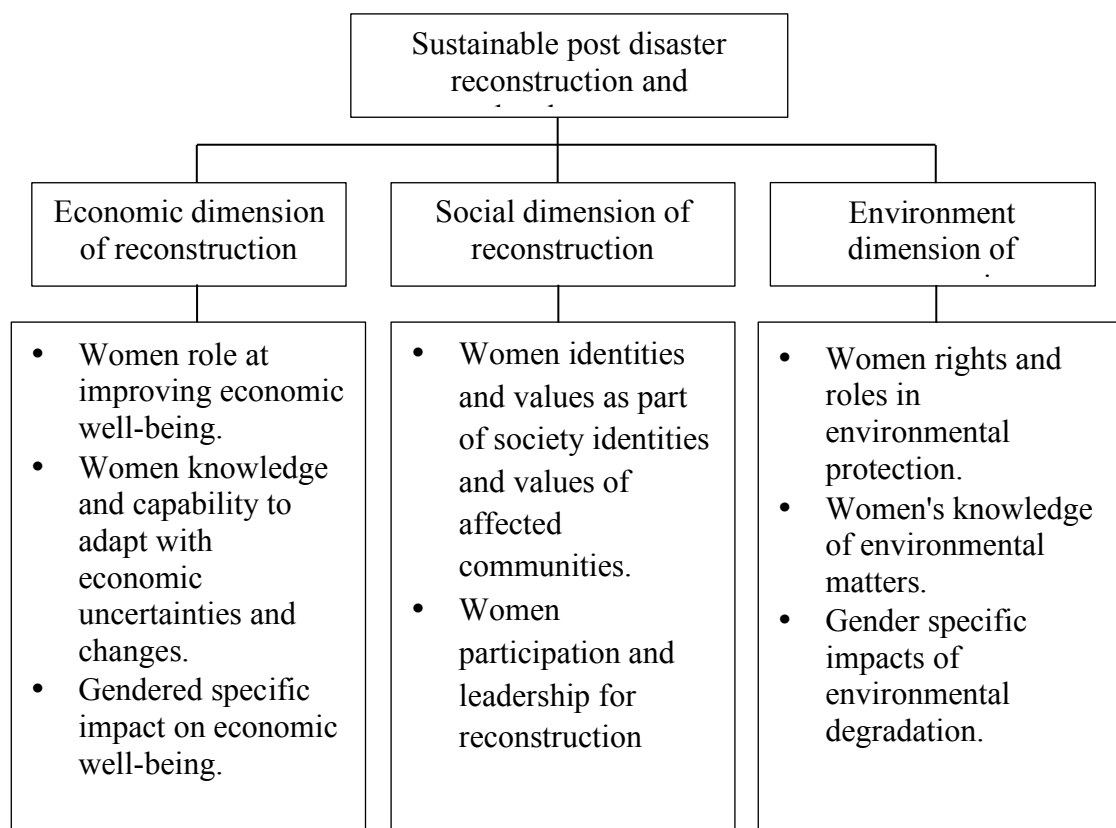 Sustainable post disaster
reconstruction and
Economic dimension
of reconstruction
Social dimension of
reconstruction
Environment
dimension of
• Women role at
improving economic
well-being.
• Women knowledge
and capability to
adapt with
economic
uncertainties and
changes.
• Gendered specific
impact on economic
well-being.
• Women identities
and values as part
of society identities
and values of
affected
communities.
• Women
participation and
leadership for
reconstruction
• Women rights and
roles in
environmental
protection.
• Women's knowledge
of environmental
matters.
• Gender specific
impacts of
environmental
degradation.